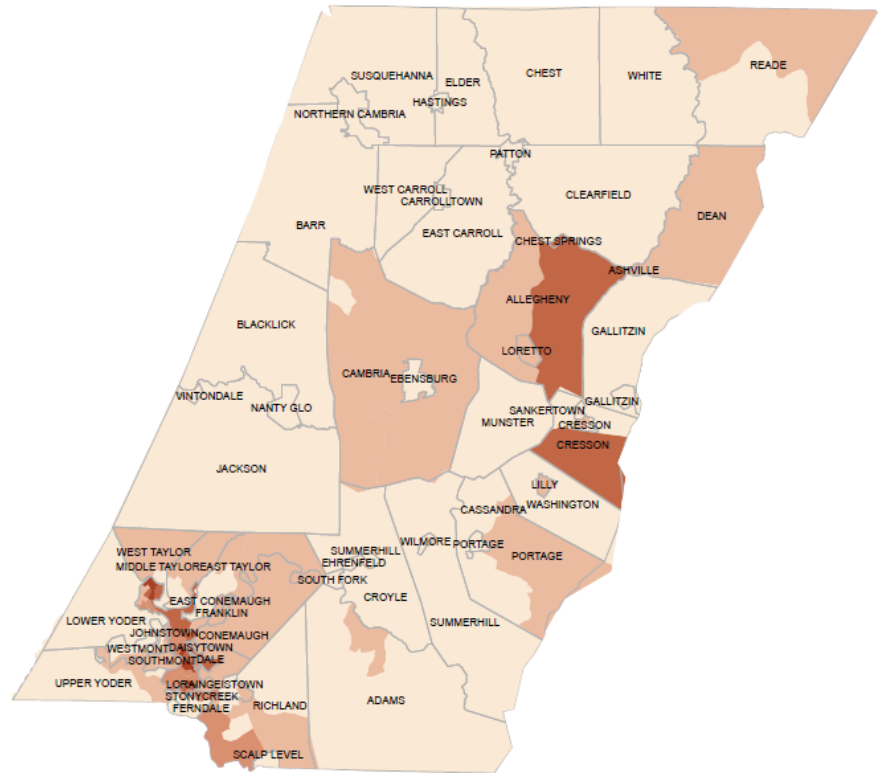 READE
CHEST
WHITE
SUSQUEHANNA
ELDER
HASTINGS
NORTHERN CAMBRIA
PATTON
WEST CARROLL
CARROLLTOWN
CLEARFIELD
DEAN
BARR
EAST CARROLL
CHEST SPRINGS
ASHVILLE
ALLEGHENY
BLACKLICK
GALLITZIN
LORETTO
CAMBRIA
EBENSBURG
VINTONDALE
NANTY GLO
GALLITZIN
SANKERTOWN
MUNSTER
CRESSON
CRESSON
JACKSON
LILLY
CASSANDRA
WASHINGTON
WEST TAYLOR
SUMMERHILL
WILMORE
PORTAGE
PORTAGE
MIDDLE TAYLOR
EAST TAYLOR
EHRENFELD
SOUTH FORK
CROYLE
EAST CONEMAUGH
FRANKLIN
LOWER YODER
SUMMERHILL
JOHNSTOWN
CONEMAUGH
WESTMONT
DAISYTOWN
SOUTHMONT
DALE
UPPER YODER
LORAIN
GEISTOWN
STONYCREEK
FERNDALE
RICHLAND
ADAMS
SCALP LEVEL